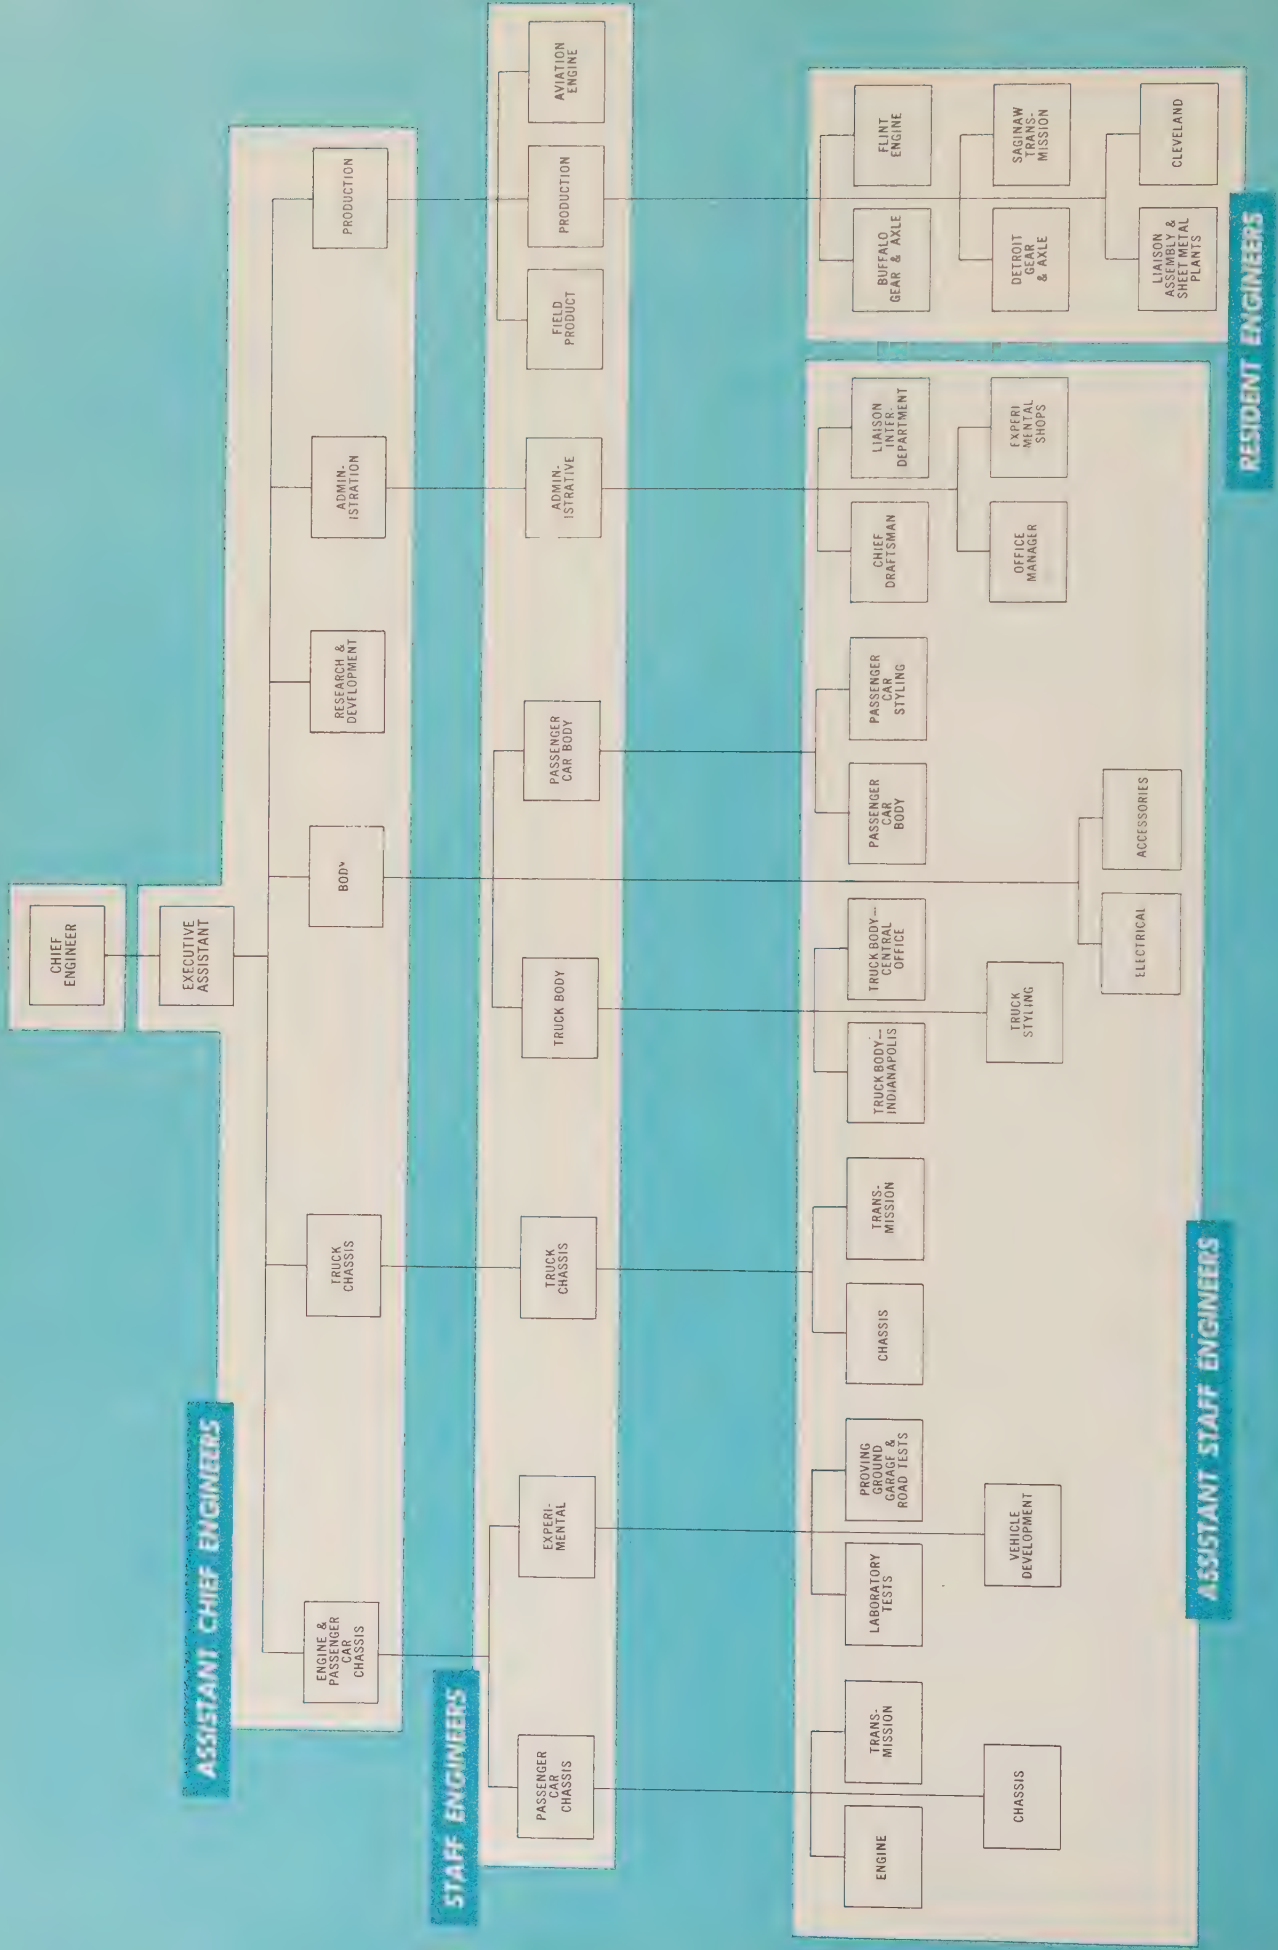 CHIEF
ENGINEER
EXECUTIVE
ASSISTANT
ASSISTANT CHIEF ENGINEERS
ENGINE &
PASSENGER
CAR
CHASSIS
TRUCK
CHASSIS
BODY
RESEARCH &
DEVELOPMENT
ADMIN-
ISTRATION
PRODUCTION
STAFF ENGINEERS
PASSENGER
CAR
CHASSIS
EXPERI-
MENTAL
TRUCK
CHASSIS
TRUCK BODY
PASSENGER
CAR BODY
ADMIN-
ISTRATIVE
FIELD
PRODUCT
PRODUCTION
AVIATION
ENGINE
ENGINE
TRANS-
MISSION
LABORATORY
TESTS
PROVING
GROUND
GARAGE &
ROAD TESTS
CHASSIS
TRANS-
MISSION
TRUCK BODY—
INDIANAPOLIS
TRUCK BODY—
CENTRAL
OFFICE
PASSENGER
CAR
BODY
PASSENGER
CAR
STYLING
CHIEF
DRAFTSMAN
LIAISON
INTER-
DEPARTMENT
BUFFALO
GEAR & AXLE
FLINT
ENGINE
CHASSIS
VEHICLE
DEVELOPMENT
TRUCK
STYLING
OFFICE
MANAGER
EXPERI
MENTAL
SHOPS
DETROIT
GEAR
& AXLE
SAGINAW
TRANS-
MISSION
ELECTRICAL
ACCESSORIES
LIAISON
ASSEMBLY &
SHEET METAL
PLANTS
CLEVELAND
ASSISTANT STAFF ENGINEERS
RESIDENT ENGINEERS